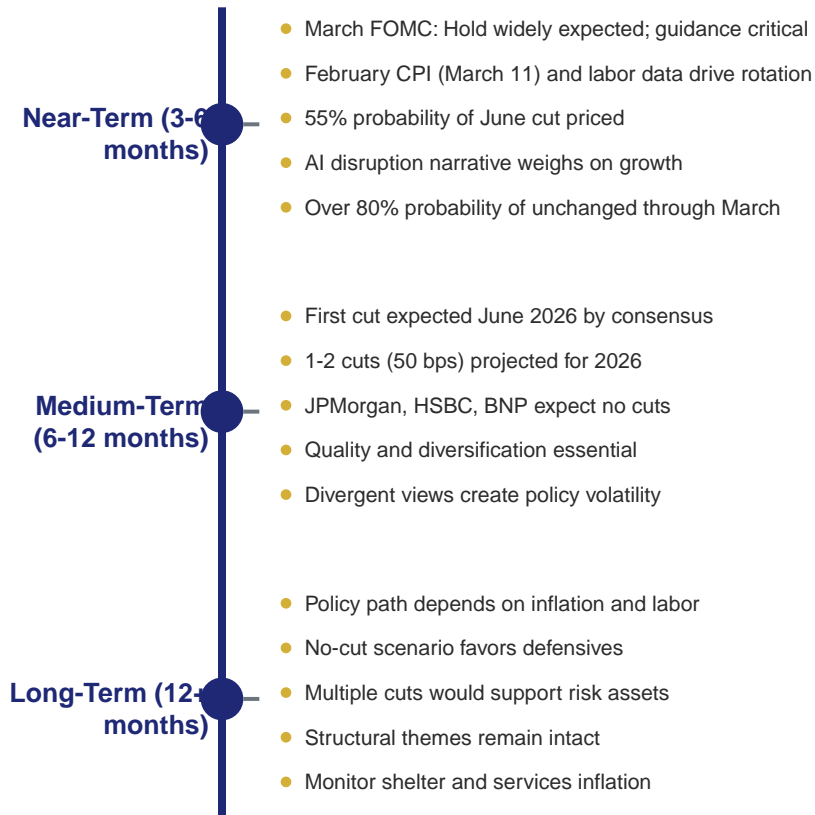 Near-Term (3-6
months)
March FOMC: Hold widely expected; guidance critical
February CPI (March 11) and labor data drive rotation
55% probability of June cut priced
AI disruption narrative weighs on growth
Over 80% probability of unchanged through March
Medium-Term
(6-12 months)
First cut expected June 2026 by consensus
1-2 cuts (50 bps) projected for 2026
JPMorgan, HSBC, BNP expect no cuts
Quality and diversification essential
Divergent views create policy volatility
Long-Term (12+
months)
Policy path depends on inflation and labor
No-cut scenario favors defensives
Multiple cuts would support risk assets
Structural themes remain intact
Monitor shelter and services inflation